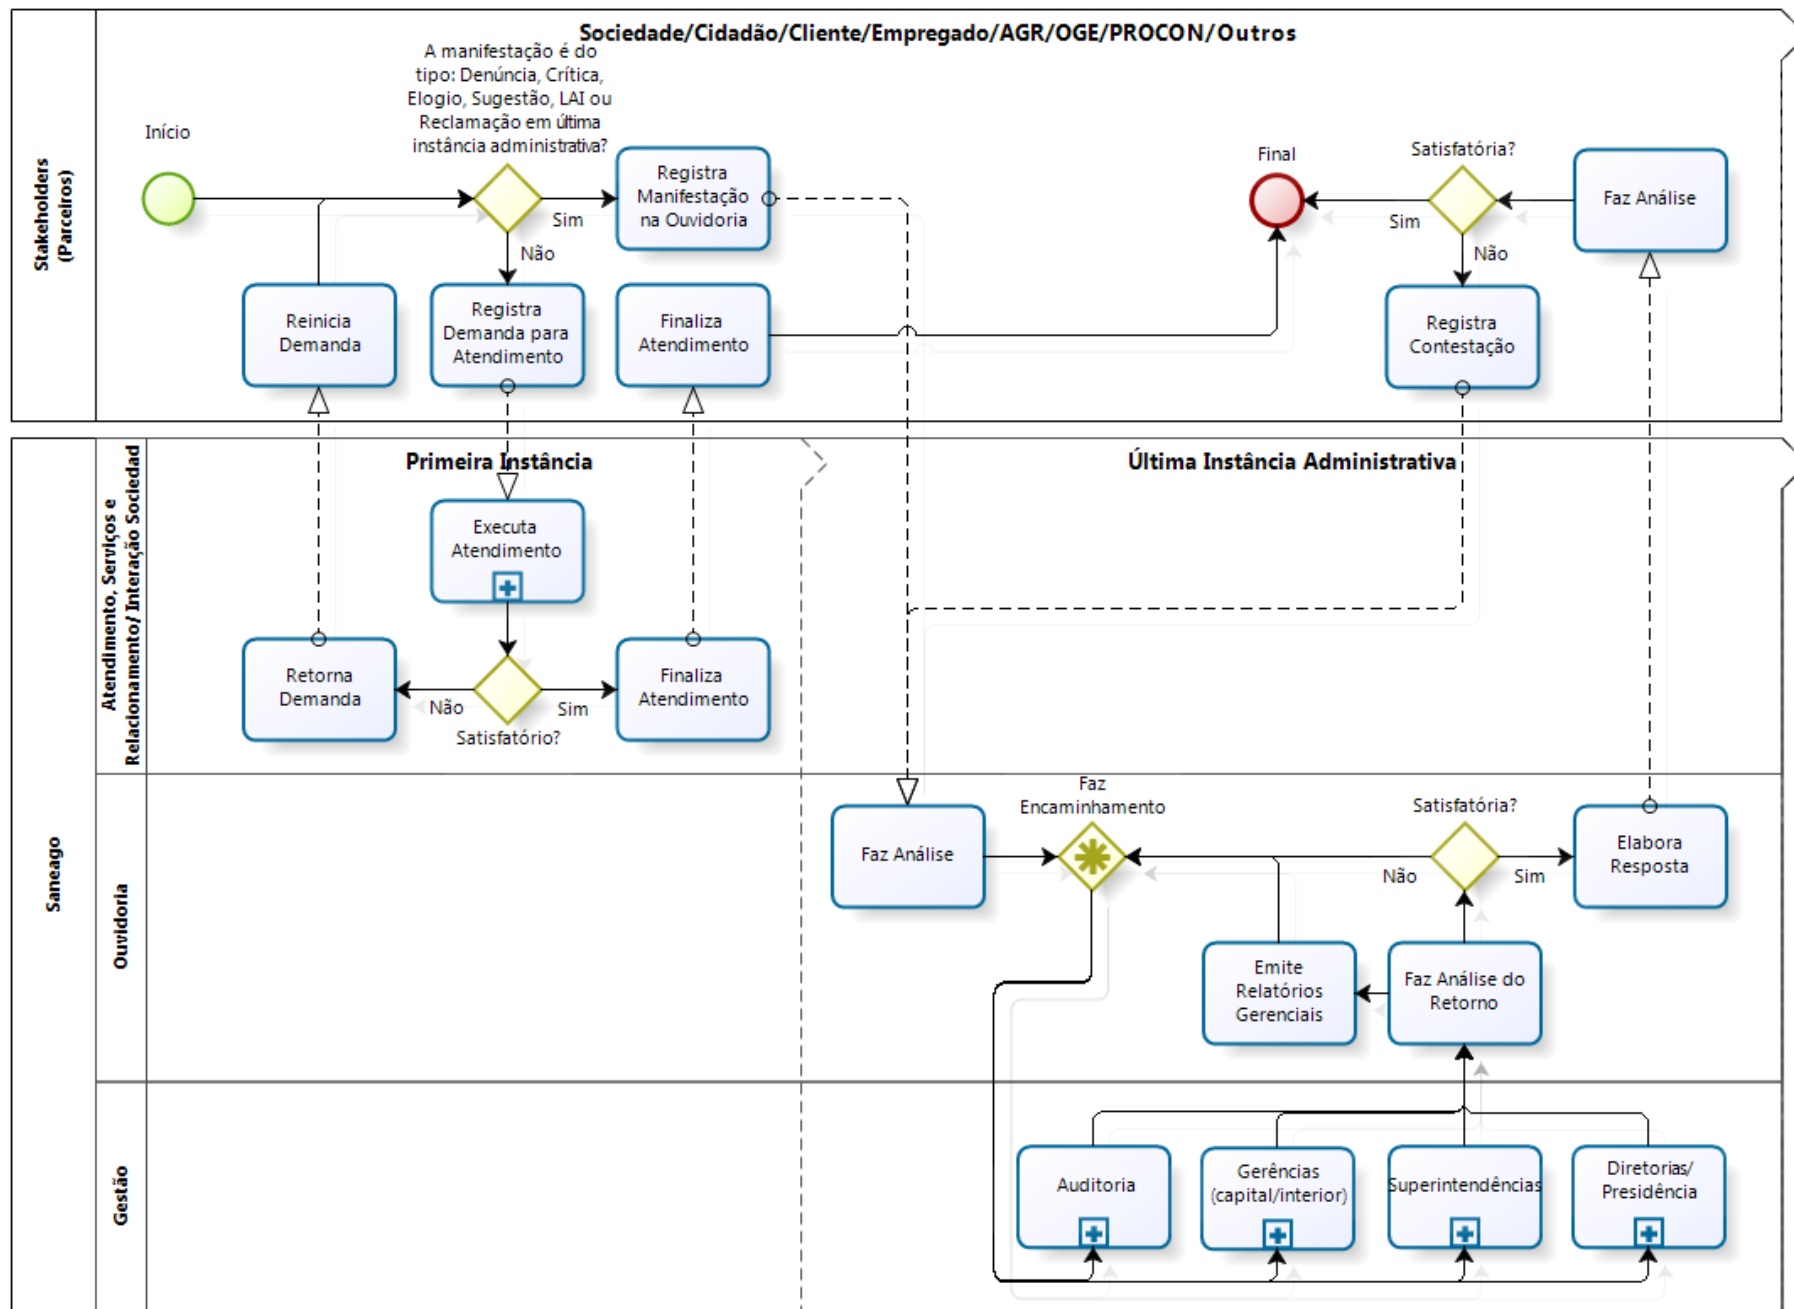 Sociedade/Cidadão/Cliente/Empregado/AGR/OGE/PROCON/Outros
Stakeholders
(Parceiros)
Início
A manifestação é do
tipo: Denúncia, Crítica,
Elogio, Sugestão, LAI ou
Reclamação em última
instância administrativa?
Sim
Não
Registra
Manifestação
na Ouvidoria
Final
Satisfatória?
Sim
Não
Faz Análise
Reinicia
Demanda
Registra
Demanda para
Atendimento
Finaliza
Atendimento
Registra
Contestação
Saneago
Atendimento, Serviços e
Relacionamento/ Interação Sociedad
Primeira Instância
Última Instância Administrativa
Executa
Atendimento
Retorna
Demanda
Não
Sim
Satisfatório?
Finaliza
Atendimento
Ouvidoria
Faz Análise
Faz
Encaminhamento
Satisfatória?
Não
Sim
Elabora
Resposta
Emite
Relatórios
Gerenciais
Faz Análise do
Retorno
Gestão
Auditoria
Gerências
(capital/interior)
Superintendências
Diretorias/
Presidência